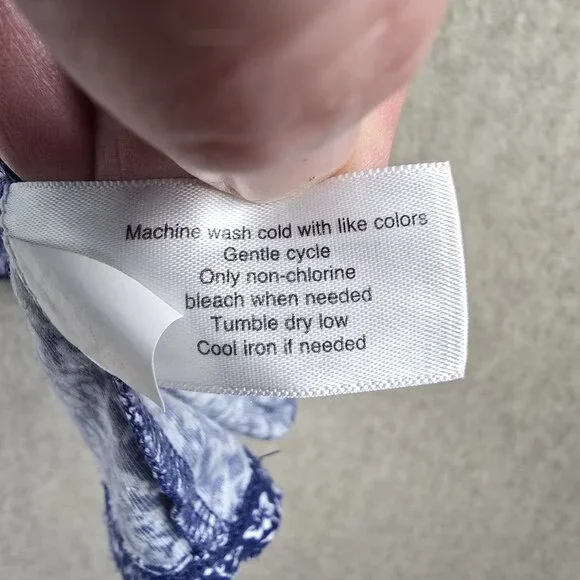 Machine wash cold with like colors
Gentle cycle
Only non-chlorine
bleach when needed
Tumble dry low
Cool iron if needed